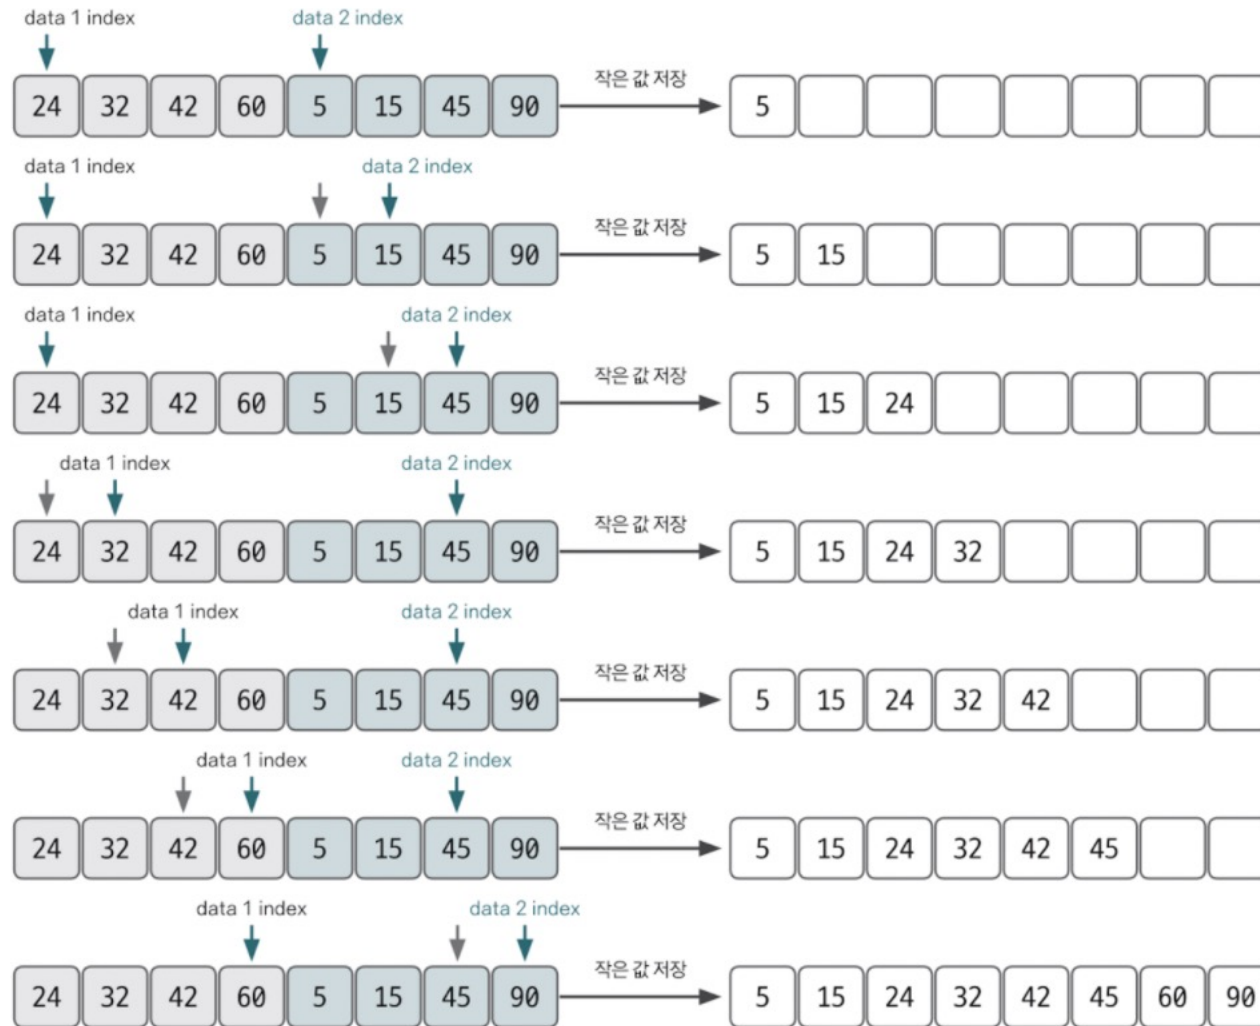 data 1 index data 2 index
24 32 42 60 5 15 45 90 작은 값 저장 5
data 1 index data 2 index
24 32 42 60 5 15 45 90 작은 값 저장 5 15
data 1 index data 2 index
24 32 42 60 5 15 45 90 작은 값 저장 5 15 24
data 1 index data 2 index
24 32 42 60 5 15 45 90 작은 값 저장 5 15 24 32
data 1 index data 2 index
24 32 42 60 5 15 45 90 작은 값 저장 5 15 24 32 42
data 1 index data 2 index
24 32 42 60 5 15 45 90 작은 값 저장 5 15 24 32 42 45
data 1 index data 2 index
24 32 42 60 5 15 45 90 작은 값 저장 5 15 24 32 42 45 60 90